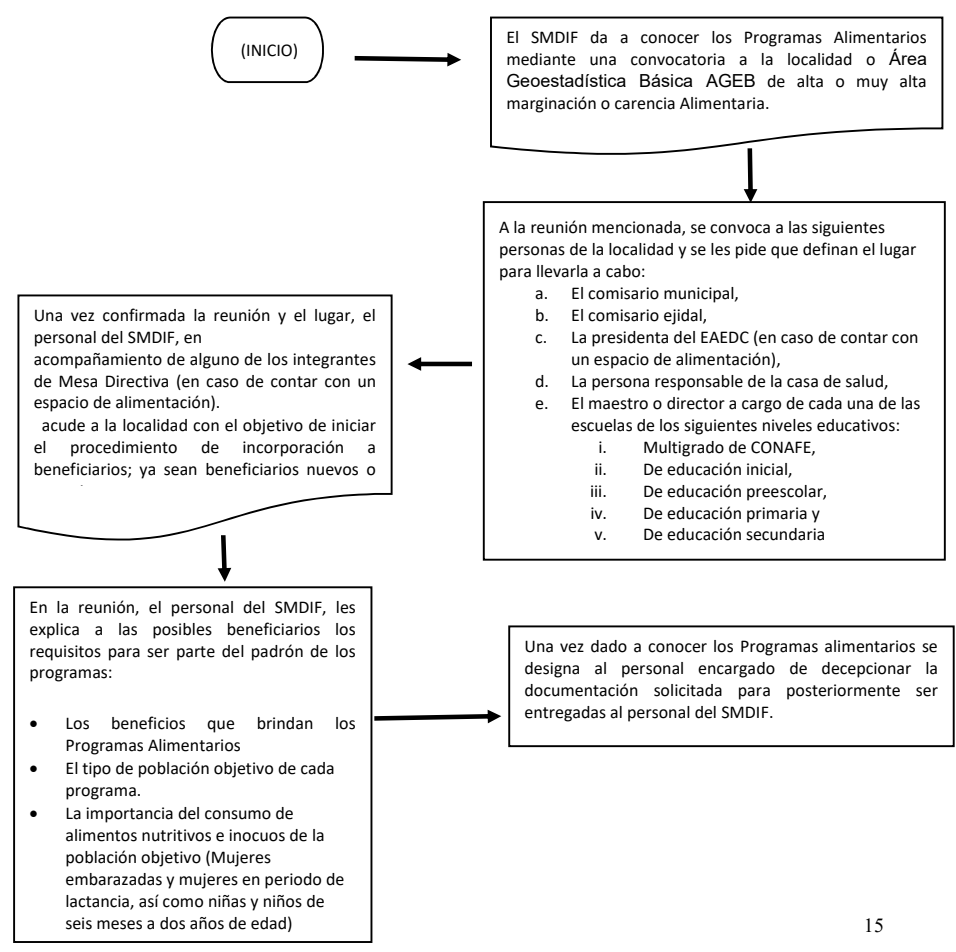 (INICIO)
El SMDIF da a conocer los Programas Alimentarios
mediante una convocatoria a la localidad o Área
Geoestadística Básica AGEB de alta o muy alta
marginación o carencia Alimentaria.
A la reunión mencionada, se convoca a las siguientes
personas de la localidad y se les pide que definan el lugar
para llevarla a cabo:
a. El comisario municipal,
b. El comisario ejidal,
c. La presidenta del EAEDC (en caso de contar con
un espacio de alimentación),
d. La persona responsable de la casa de salud,
e. El maestro o director a cargo de cada una de las
escuelas de los siguientes niveles educativos:
i. Multigrado de CONAFE,
ii. De educación inicial,
iii. De educación preescolar,
iv. De educación primaria y
v. De educación secundaria
Una vez confirmada la reunión y el lugar, el
personal del SMDIF, en
acompañamiento de alguno de los integrantes
de Mesa Directiva (en caso de contar con un
espacio de alimentación).
acude a la localidad con el objetivo de iniciar
el procedimiento de incorporación a
beneficiarios; ya sean beneficiarios nuevos o
En la reunión, el personal del SMDIF, les
explica a las posibles beneficiarios los
requisitos para ser parte del padrón de los
programas:
• Los beneficios que brindan los
Programas Alimentarios
• El tipo de población objetivo de cada
programa.
• La importancia del consumo de
alimentos nutritivos e inocuos de la
población objetivo (Mujeres
embarazadas y mujeres en periodo de
lactancia, así como niñas y niños de
seis meses a dos años de edad)
Una vez dado a conocer los Programas alimentarios se
designa al personal encargado de decepcionar la
documentación solicitada para posteriormente ser
entregadas al personal del SMDIF.
15